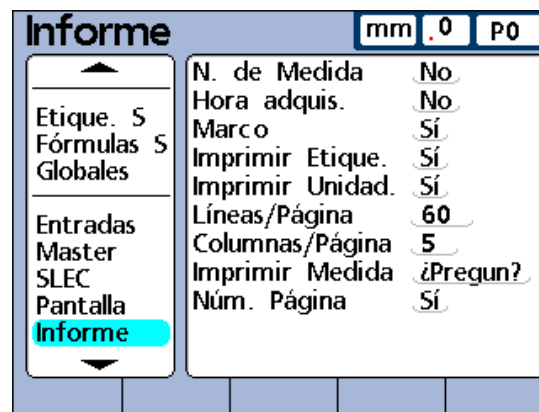 Informe
mm .0 P0
Etique. S
Fórmulas S
Globales
Entradas
Master
SLEC
Pantalla
Informe
N. de Medida No
Hora adquis. No
Marco Sí
Imprimir Etique. Sí
Imprimir Unidad. Sí
Líneas/Página 60
Columnas/Página 5
Imprimir Medida ¿Pregun?
Núm. Página Sí